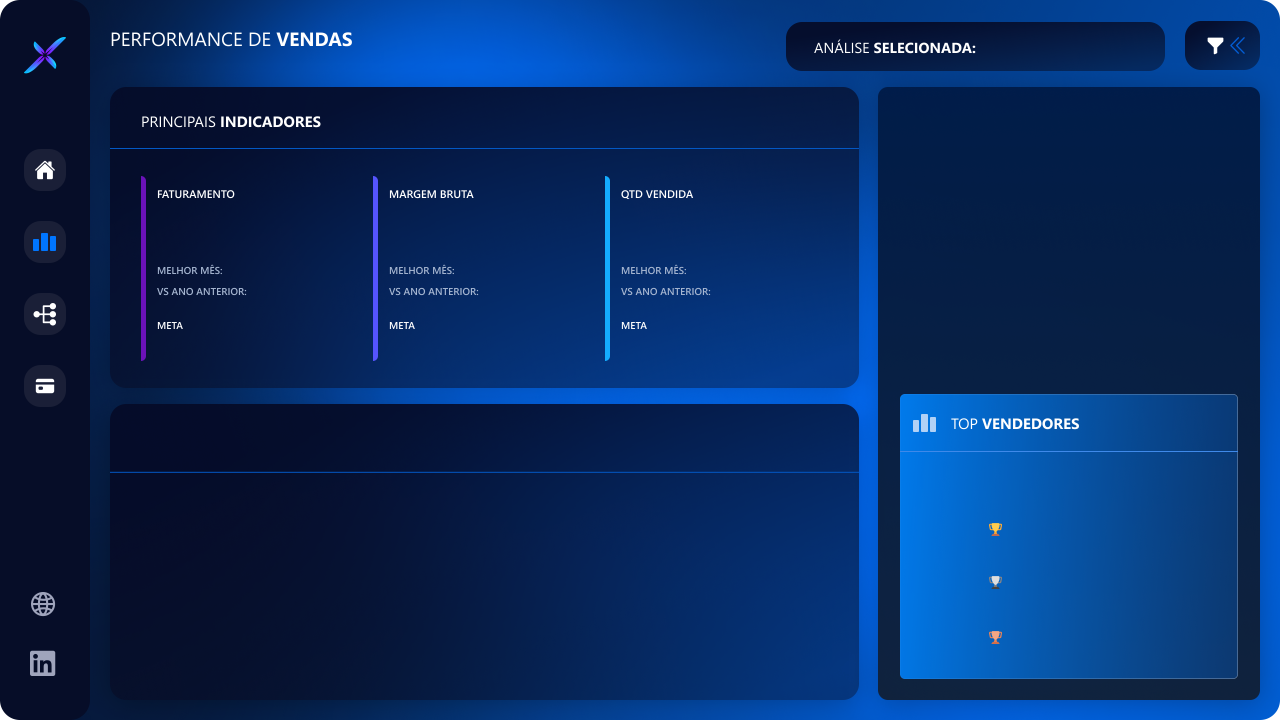 PERFORMANCE DE VENDAS
ANÁLISE SELECIONADA:
PRINCIPAIS INDICADORES
FATURAMENTO
MELHOR MÊS:
VS ANO ANTERIOR:
META
MARGEM BRUTA
MELHOR MÊS:
VS ANO ANTERIOR:
META
QTD VENDIDA
MELHOR MÊS:
VS ANO ANTERIOR:
META
TOP VENDEDORES
in